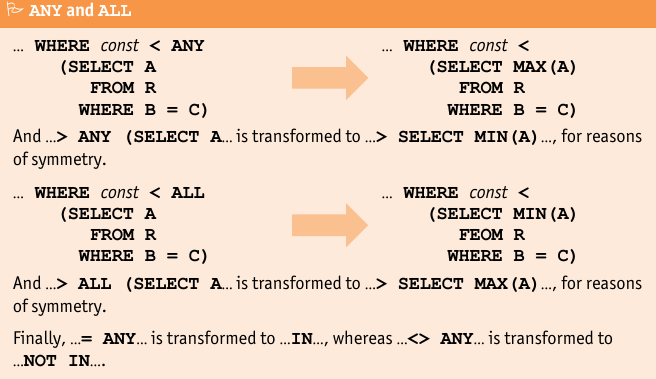 ANY and ALL
... WHERE const < ANY ... WHERE const <
(SELECT A (SELECT MAX(A)
FROM R FROM R
WHERE B = C) WHERE B = C)
And ...> ANY (SELECT A... is transformed to ...> SELECT MIN(A)..., for reasons
of symmetry.
... WHERE const < ALL ... WHERE const <
(SELECT A (SELECT MIN(A)
FROM R FEOM R
WHERE B = C) WHERE B = C)
And ...> ALL (SELECT A... is transformed to ...> SELECT MAX(A)..., for reasons
of symmetry.
Finally, ...= ANY... is transformed to ...IN..., whereas ...<> ANY... is transformed to
...NOT IN....